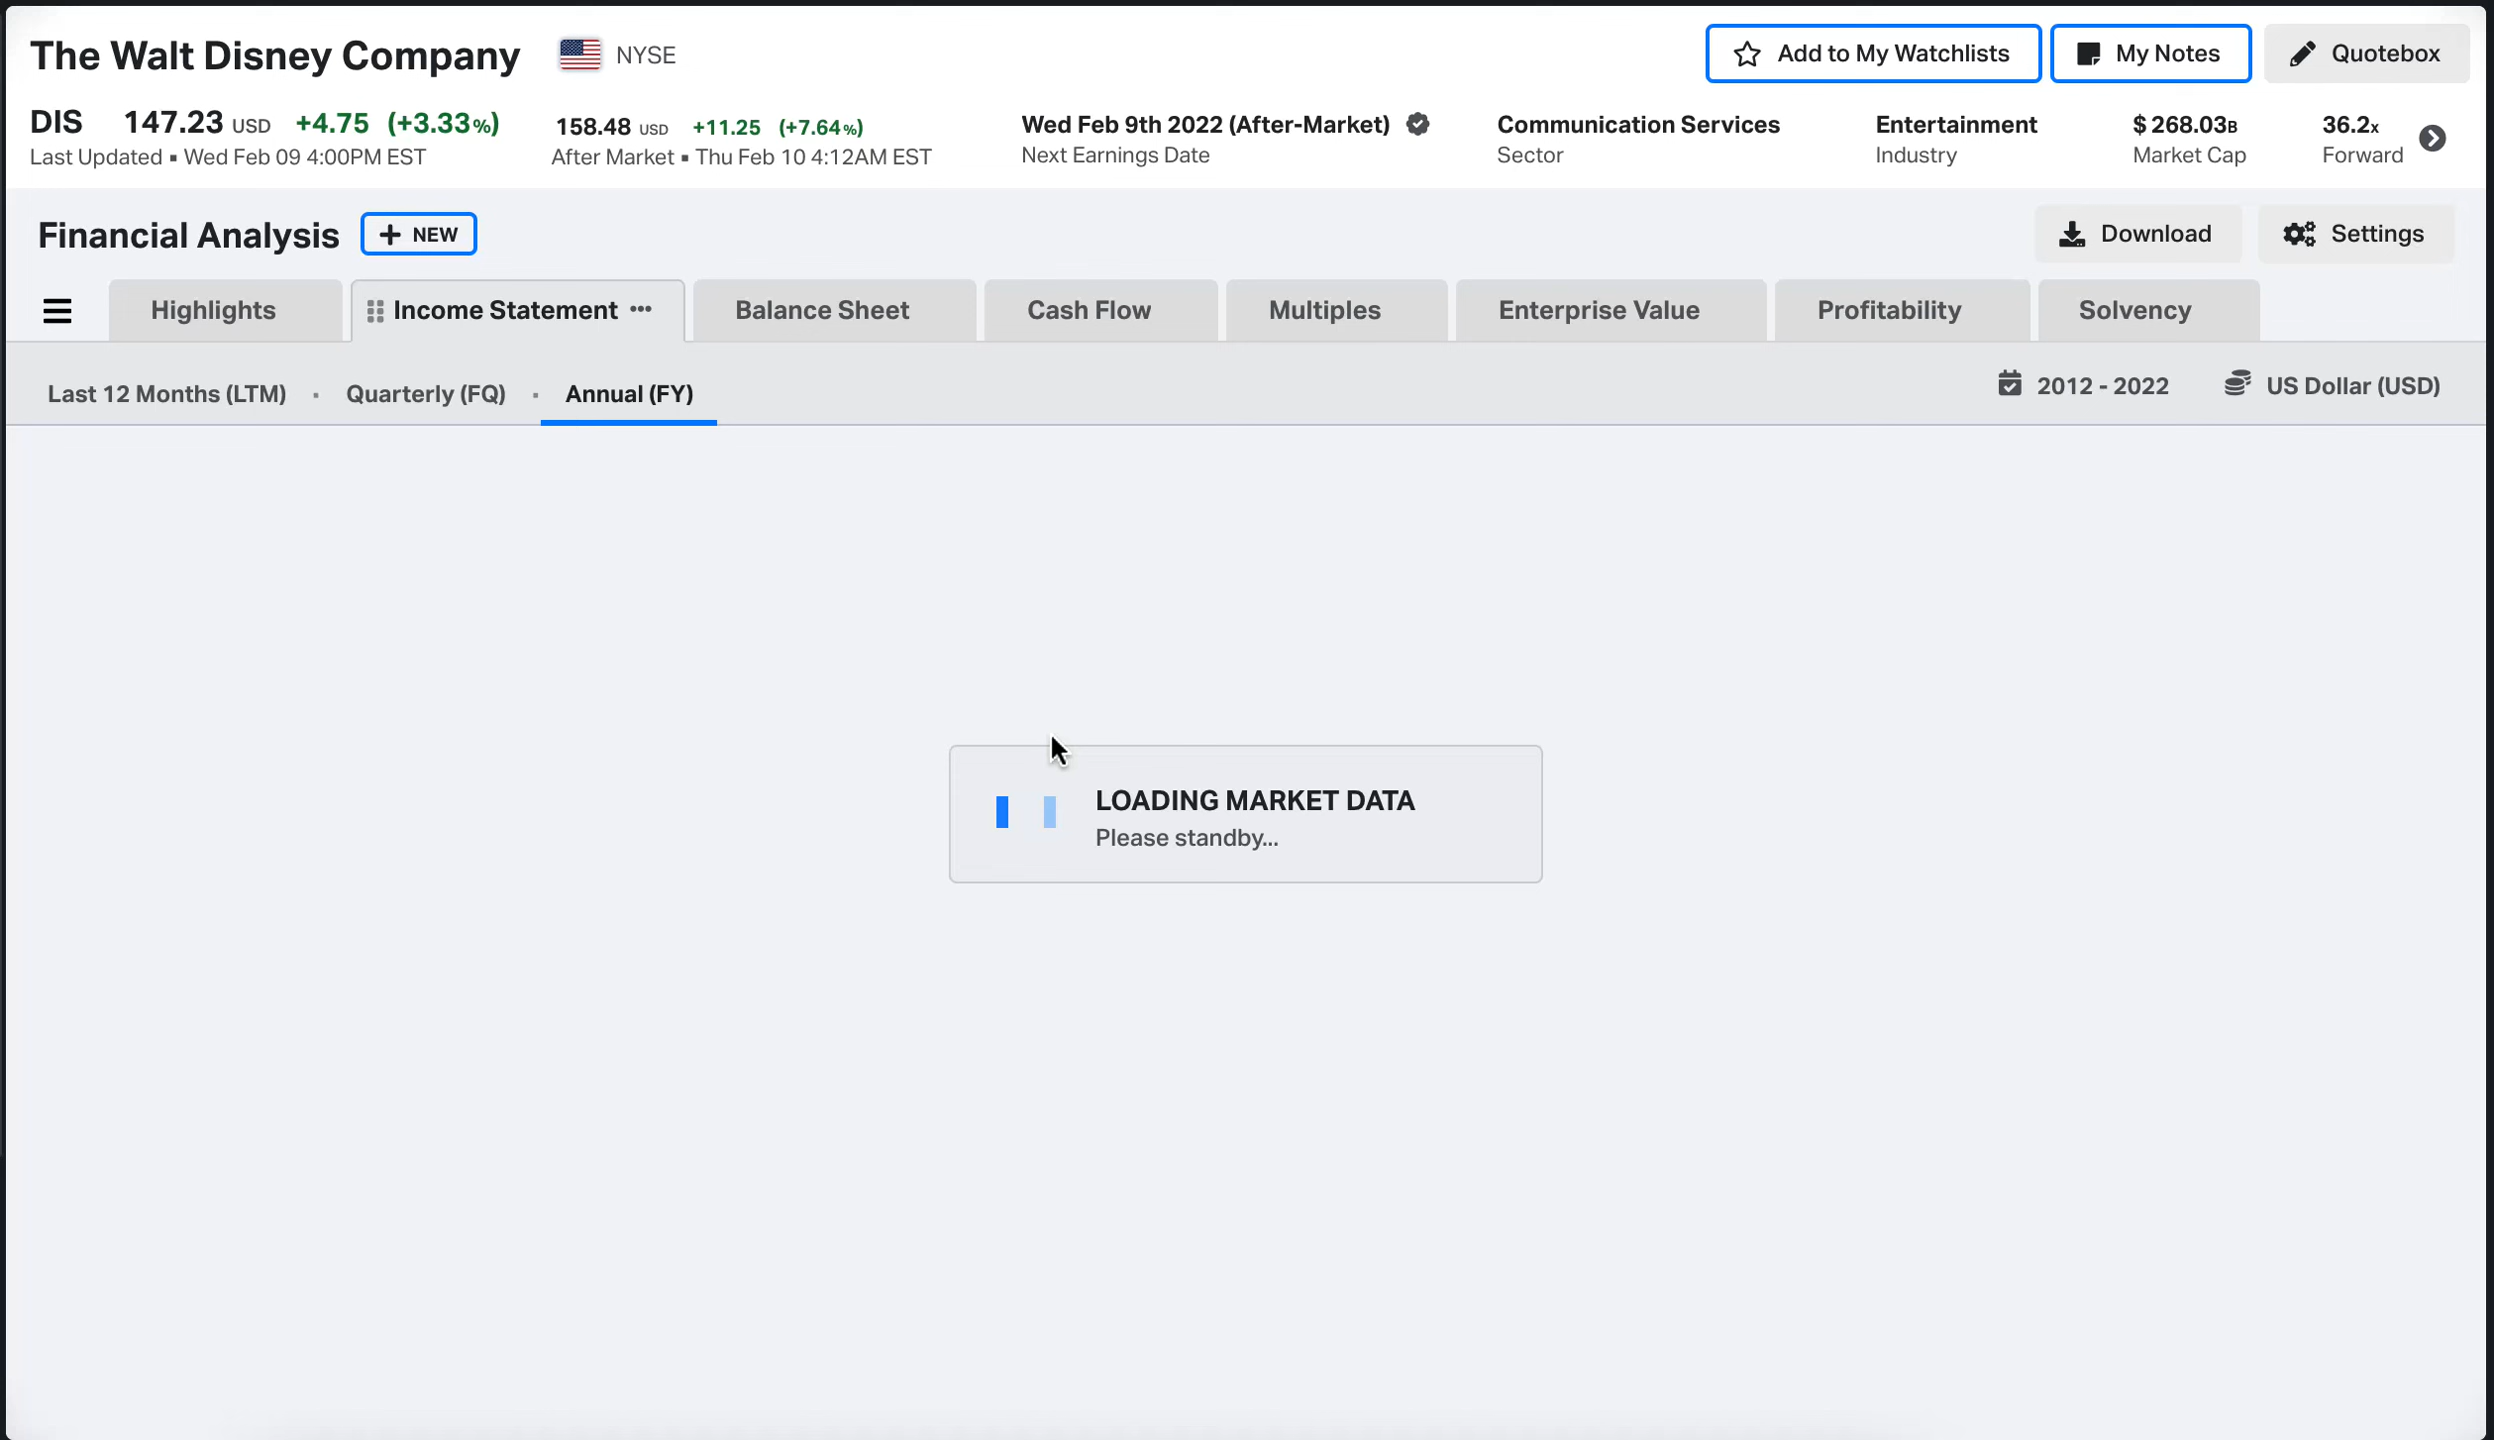 The Walt Disney Company NYSE Add to My Watchlists My Notes Quotebox
DIS 147.23 USD +4.75 (+3.33%) 158.48 USD +11.25 (+7.64%) Wed Feb 9th 2022 (After-Market) Communication Services Entertainment $268.03B 36.2x
Last Updated ▪ Wed Feb 09 4:00PM EST After Market ▪ Thu Feb 10 4:12AM EST Next Earnings Date Sector Industry Market Cap Forward
Financial Analysis + NEW Download Settings
Highlights Income Statement ••• Balance Sheet Cash Flow Multiples Enterprise Value Profitability Solvency
Last 12 Months (LTM) ▪ Quarterly (FQ) ▪ Annual (FY) 2012 - 2022 US Dollar (USD)
LOADING MARKET DATA
Please standby...